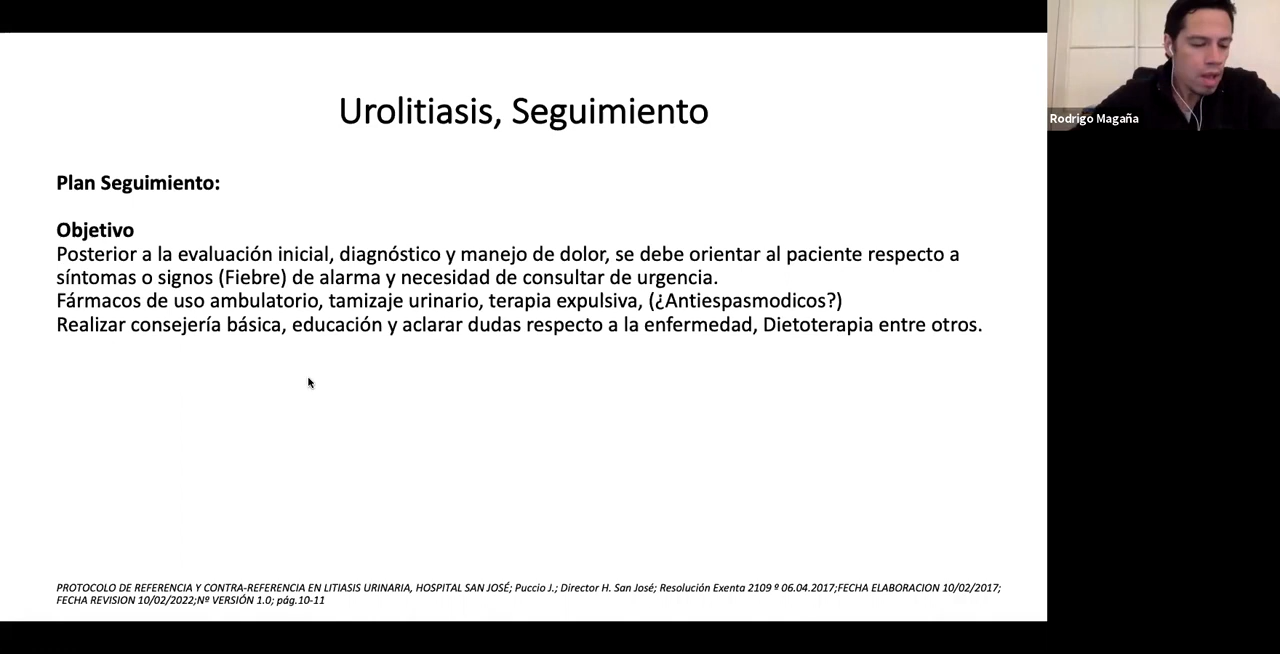 Urolitiasis, Seguimiento
Rodrigo Magaña
Plan Seguimiento:
Objetivo
Posterior a la evaluación inicial, diagnóstico y manejo de dolor, se debe orientar al paciente respecto a
síntomas o signos (Fiebre) de alarma y necesidad de consultar de urgencia.
Fármacos de uso ambulatorio, tamizaje urinario, terapia expulsiva, (¿Antiespasmodicos?)
Realizar consejería básica, educación y aclarar dudas respecto a la enfermedad, Dietoterapia entre otros.
PROTOCOLO DE REFERENCIA Y CONTRA-REFERENCIA EN LITIASIS URINARIA, HOSPITAL SAN JOSÉ; Puccio J.; Director H. San José; Resolución Exenta 2109 º 06.04.2017;FECHA ELABORACION 10/02/2017;
FECHA REVISION 10/02/2022;Nº VERSIÓN 1.0; pág.10-11